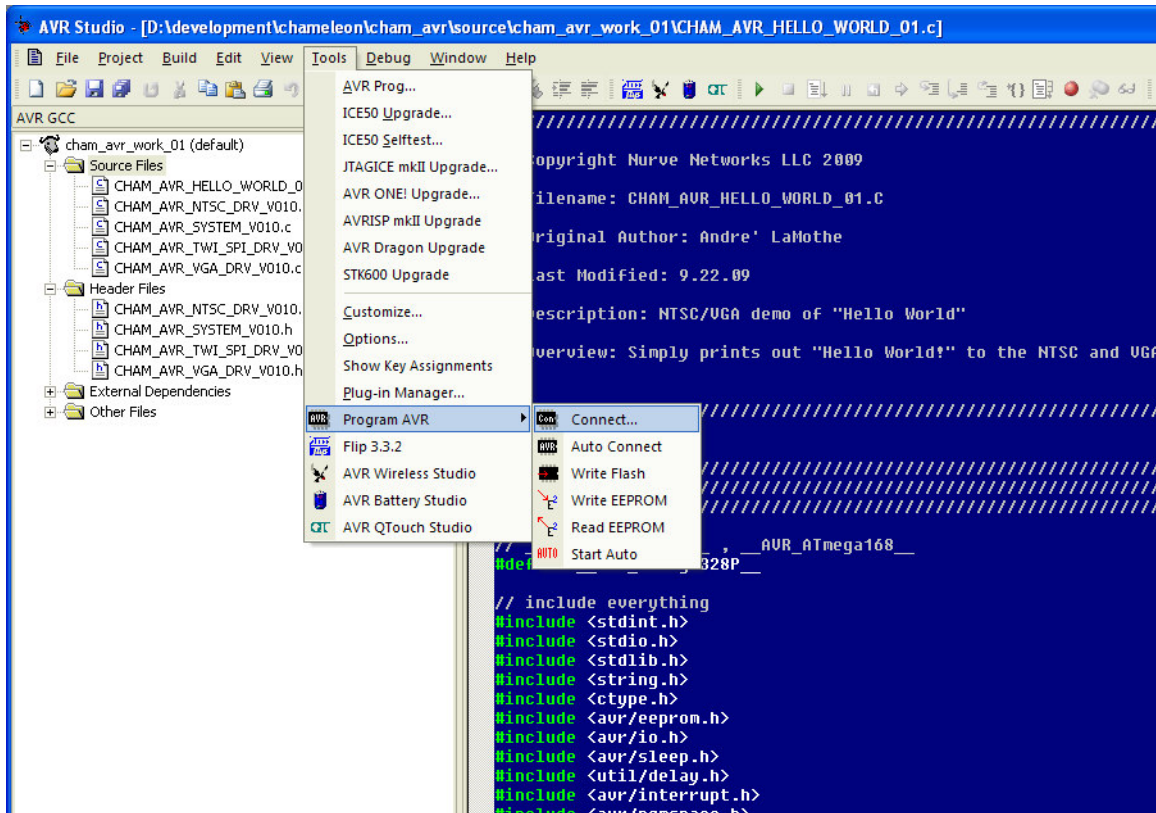 AVR Studio - [D:\development\chameleon\cham_avr\source\cham_avr_work_01\CHAM_AVR_HELLO_WORLD_01.c]
File Project Build Edit View Tools Debug Window Help
AVR GCC
cham_avr_work_01 (default)
Source Files
CHAM_AVR_HELLO_WORLD_0
CHAM_AVR_NTSC_DRV_V010.
CHAM_AVR_SYSTEM_V010.c
CHAM_AVR_TWI_SPI_DRV_V0
CHAM_AVR_VGA_DRV_V010.c
Header Files
CHAM_AVR_NTSC_DRV_V010.
CHAM_AVR_SYSTEM_V010.h
CHAM_AVR_TWI_SPI_DRV_V0
CHAM_AVR_VGA_DRV_V010.h
External Dependencies
Other Files
AVR Prog...
ICE50 Upgrade...
ICE50 Selftest...
JTAGICE mkII Upgrade...
AVR ONE! Upgrade...
AVRISP mkII Upgrade
AVR Dragon Upgrade
STK600 Upgrade
Customize...
Options...
Show Key Assignments
Plug-in Manager...
Program AVR
Flip 3.3.2
AVR Wireless Studio
AVR Battery Studio
AVR QTouch Studio
Connect...
Auto Connect
Write Flash
Write EEPROM
Read EEPROM
AUTO Start Auto
opyright Nurve Networks LLC 2009
ilename: CHAM_AVR_HELLO_WORLD_01.C
riginal Author: Andre' LaMothe
ast Modified: 9.22.09
escription: NTSC/VGA demo of "Hello World"
verview: Simply prints out "Hello World!" to the NTSC and VGA
, __AVR_ATmega168__
#def 328P__
// include everything
#include <stdint.h>
#include <stdio.h>
#include <stdlib.h>
#include <string.h>
#include <ctype.h>
#include <avr/eeprom.h>
#include <avr/io.h>
#include <avr/sleep.h>
#include <util/delay.h>
#include <avr/interrupt.h>
#include <avr/pgmspace.h>